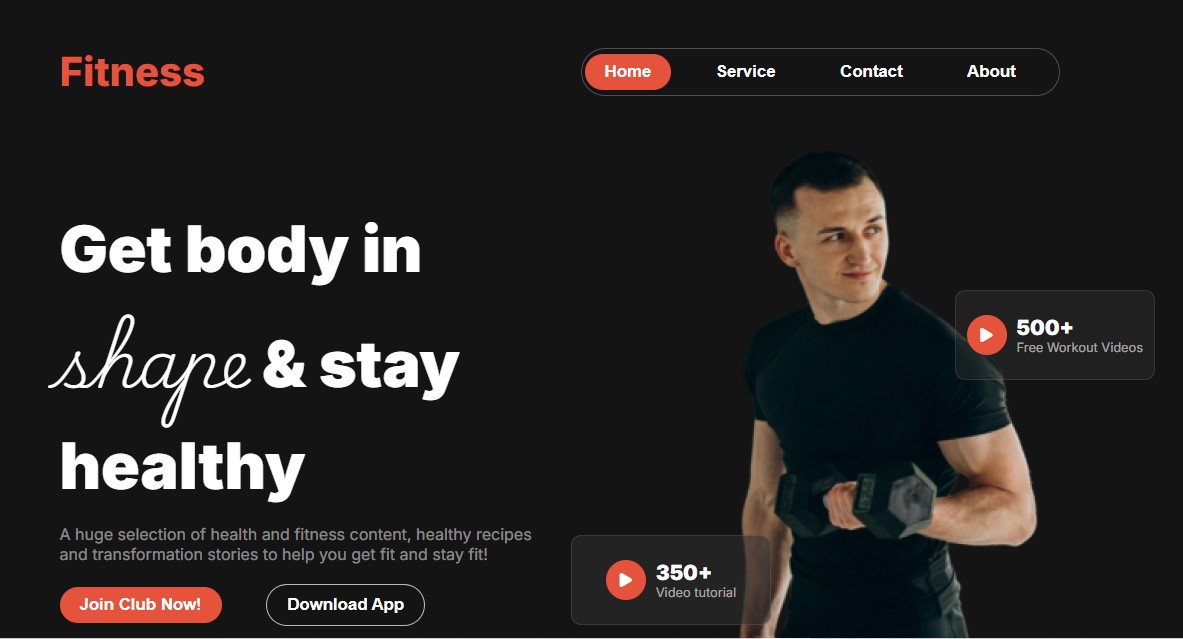 Fitness
Home Service Contact About
Get body in
shape & stay
healthy
A huge selection of health and fitness content, healthy recipes
and transformation stories to help you get fit and stay fit!
Join Club Now! Download App
500+
Free Workout Videos
350+
Video tutorial